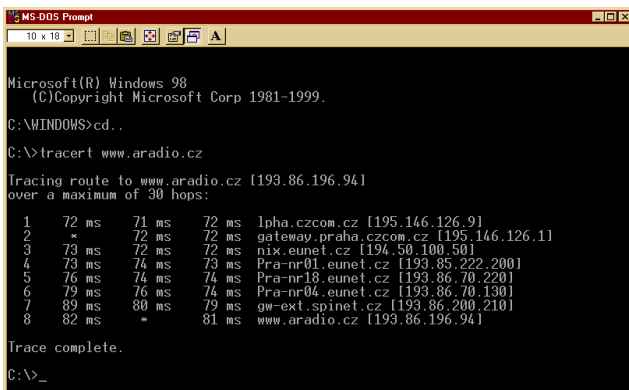 MS-DOS Prompt
10 x 18
A
Microsoft(R) Windows 98
(C)Copyright Microsoft Corp 1981-1999.
C:\WINDOWS>cd..
C:\>tracert www.aradio.cz
Tracing route to www.aradio.cz [193.86.196.94]
over a maximum of 30 hops:
1 72 ms 71 ms 72 ms lpha.czcom.cz [195.146.126.9]
2 * 72 ms 72 ms gateway.praha.czcom.cz [195.146.126.1]
3 73 ms 72 ms 72 ms nix.eunet.cz [194.50.100.50]
4 73 ms 74 ms 73 ms Pra-nr01.eunet.cz [193.85.222.200]
5 76 ms 74 ms 74 ms Pra-nr18.eunet.cz [193.86.70.220]
6 79 ms 76 ms 74 ms Pra-nr04.eunet.cz [193.86.70.130]
7 89 ms 80 ms 79 ms gw-ext.spinet.cz [193.86.200.210]
8 82 ms * 81 ms www.aradio.cz [193.86.196.94]
Trace complete.
C:\>_